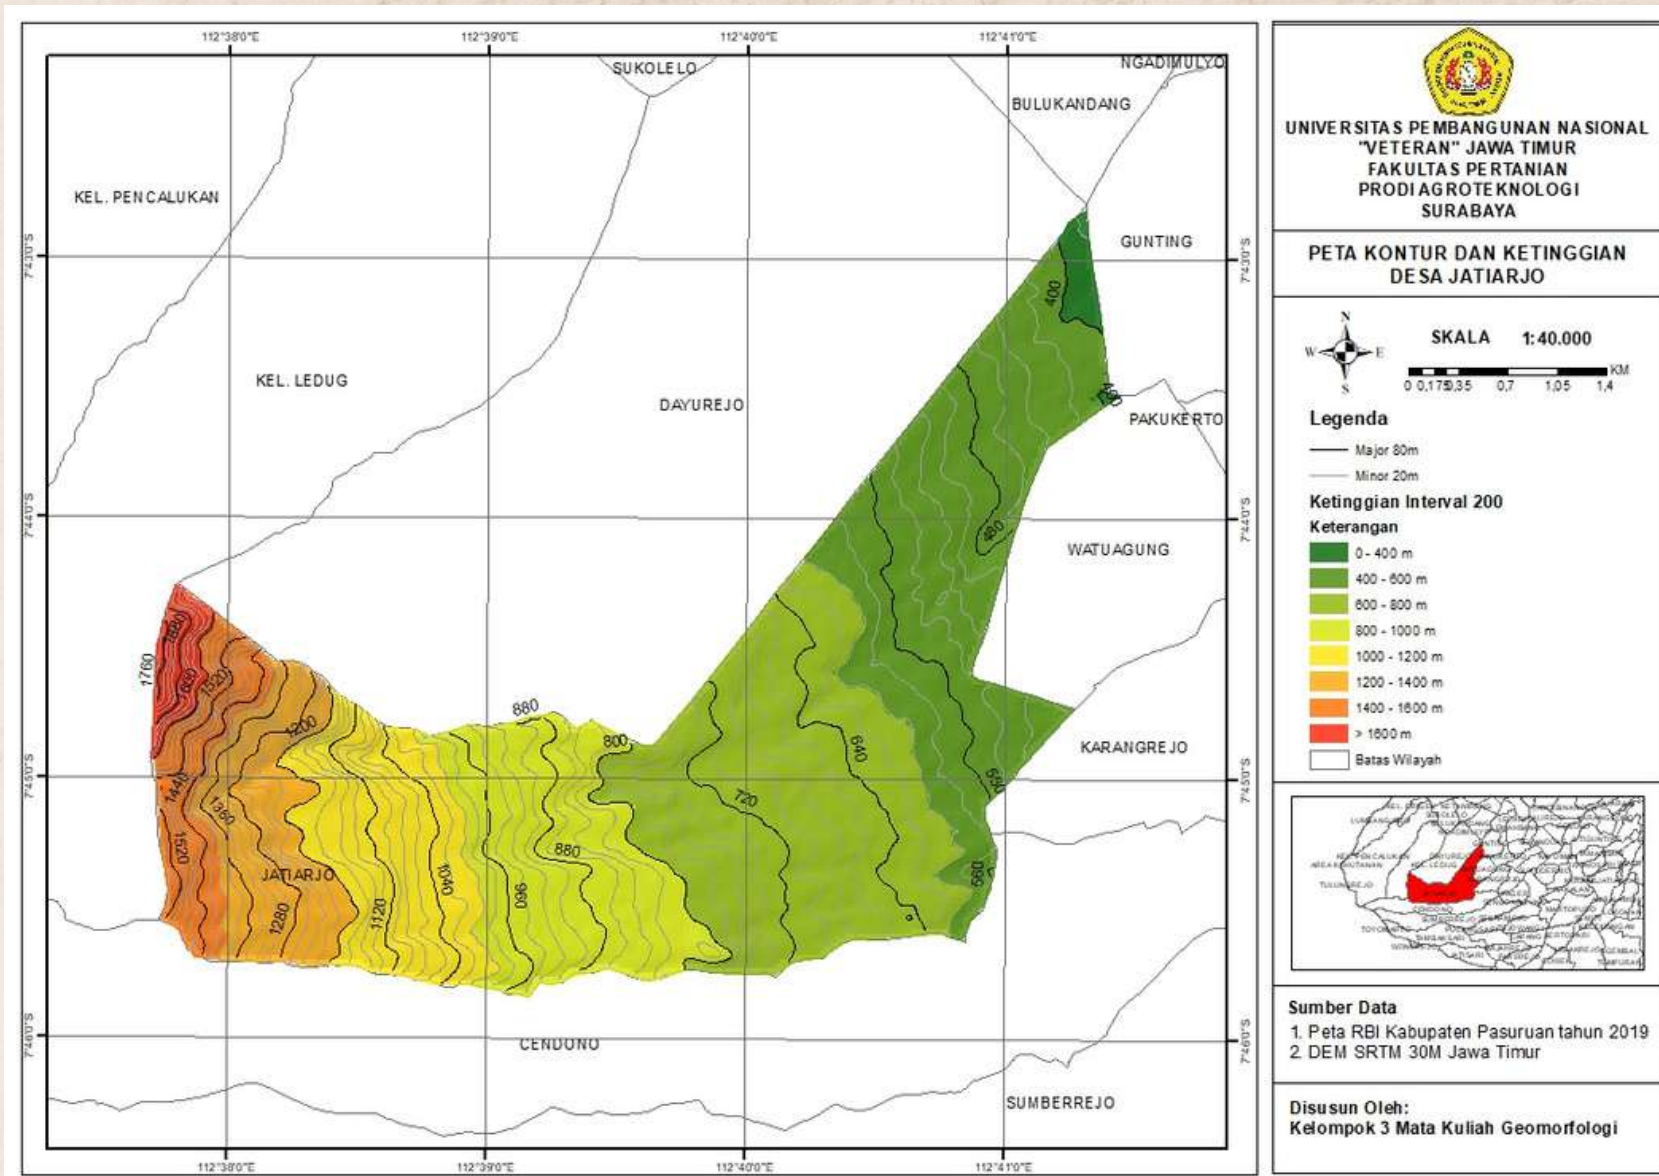 112°38'0"E 112°39'0"E 112°40'0"E 112°41'0"E
SUKOLELO
NGADIMULYO
BULUKANDANG
KEL. PENCALUKAN
GUNTING
7°43'0"S
7°43'0"S
400
KEL. LEDUG
DAYUREJO
PAKUKERTO
7°44'0"S
7°44'0"S
480
WATUAGUNG
1760
1680
1600
1520
1200
880
800
640
KARANGREJO
560
7°45'0"S
7°45'0"S
1440
1360
720
1520
880
560
JATIARJO
1040
960
1280
1120
7°46'0"S
7°46'0"S
CENDONO
SUMBERREJO
112°38'0"E 112°39'0"E 112°40'0"E 112°41'0"E
UNIVERSITAS PEMBANGUNAN NASIONAL
"VETERAN" JAWA TIMUR
FAKULTAS PERTANIAN
PRODI AGROTEKNOLOGI
SURABAYA
PETA KONTUR DAN KETINGGIAN
DESA JATIARJO
N
W E
S
SKALA 1:40.000
KM
0 0,175 0,35 0,7 1,05 1,4
Legenda
Major 80m
Minor 20m
Ketinggian Interval 200
Keterangan
0 - 400 m
400 - 600 m
600 - 800 m
800 - 1000 m
1000 - 1200 m
1200 - 1400 m
1400 - 1600 m
> 1600 m
Batas Wilayah
Sumber Data
1. Peta RBI Kabupaten Pasuruan tahun 2019
2. DEM SRTM 30M Jawa Timur
Disusun Oleh:
Kelompok 3 Mata Kuliah Geomorfologi